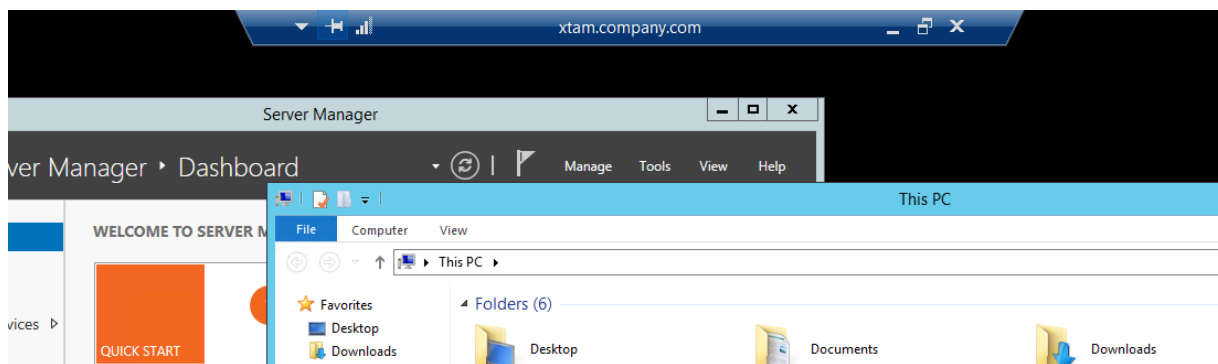 xtam.company.com
Server Manager
ver Manager • Dashboard
Manage Tools View Help
This PC
WELCOME TO SERVER M
File Computer View
This PC
Favorites
Folders (6)
Desktop
vices
QUICK START
Downloads
Desktop
Documents
Downloads